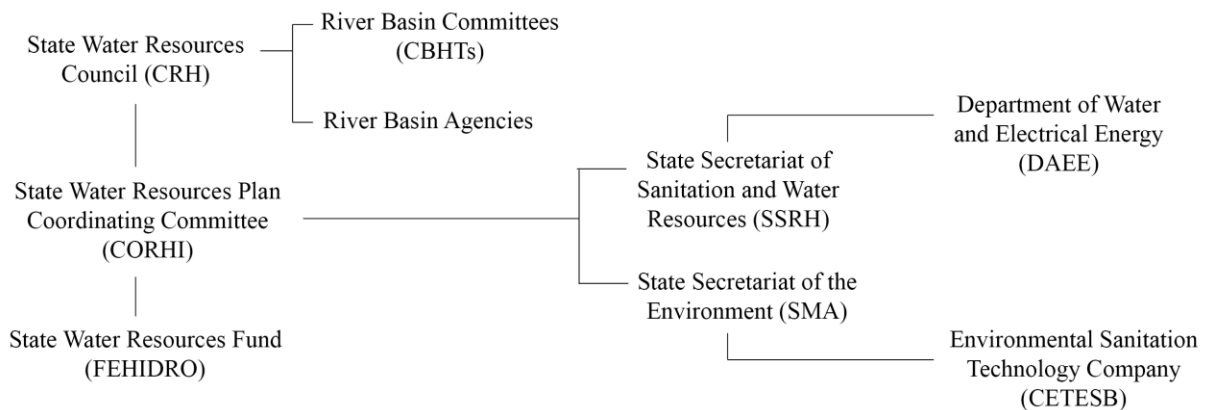 State Water Resources
Council (CRH)
River Basin Committees
(CBHTs)
River Basin Agencies
State Water Resources Plan
Coordinating Committee
(CORHI)
State Water Resources Fund
(FEHIDRO)
State Secretariat of
Sanitation and Water
Resources (SSRH)
State Secretariat of the
Environment (SMA)
Department of Water
and Electrical Energy
(DAEE)
Environmental Sanitation
Technology Company
(CETESB)